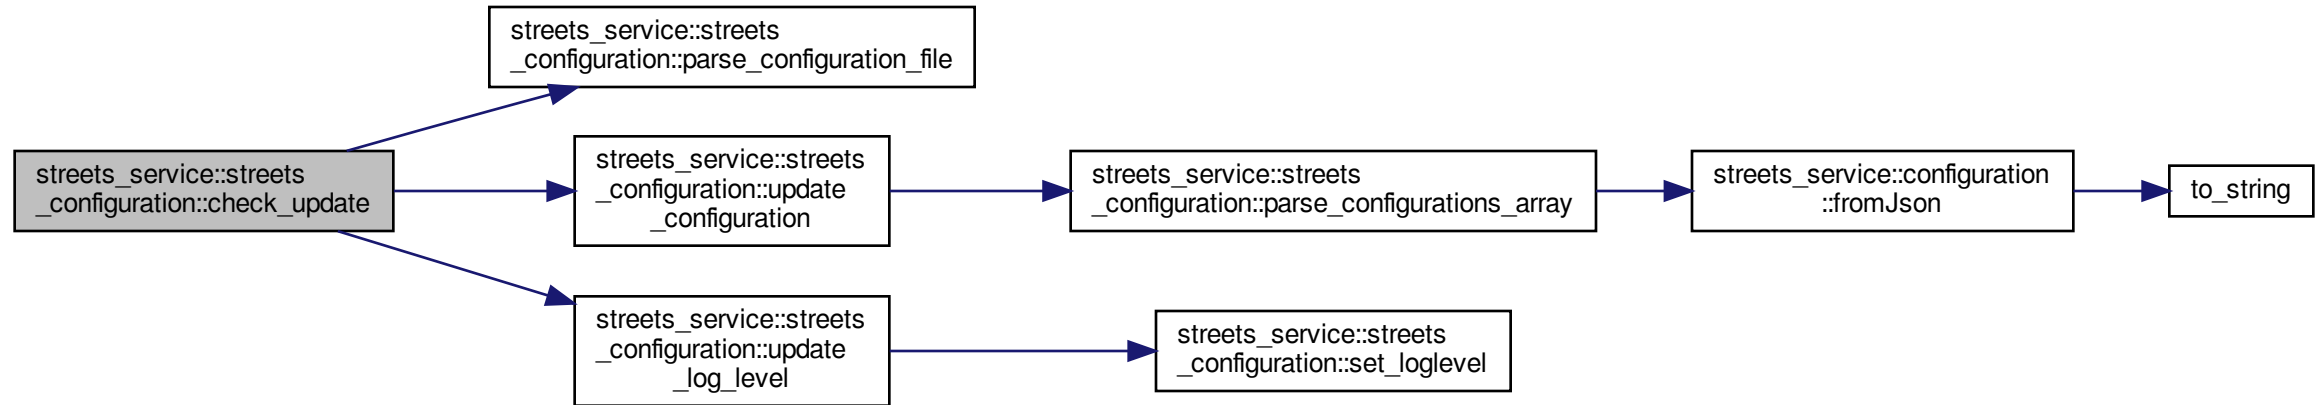 streets_service::streets
_configuration::parse_configuration_file
streets_service::streets
_configuration::check_update
streets_service::streets
_configuration::update
_configuration
streets_service::streets
_configuration::parse_configurations_array
streets_service::configuration
::fromJson
to_string
streets_service::streets
_configuration::update
_log_level
streets_service::streets
_configuration::set_loglevel